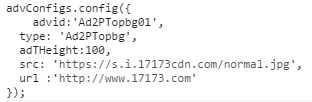 advConfigs.config({
    advid:'Ad2PTopbg01',
  type: 'Ad2PTopbg',
  adTHeight:100,
  src: 'https://s.i.17173cdn.com/normal.jpg',
  url :'http://www.17173.com'
});